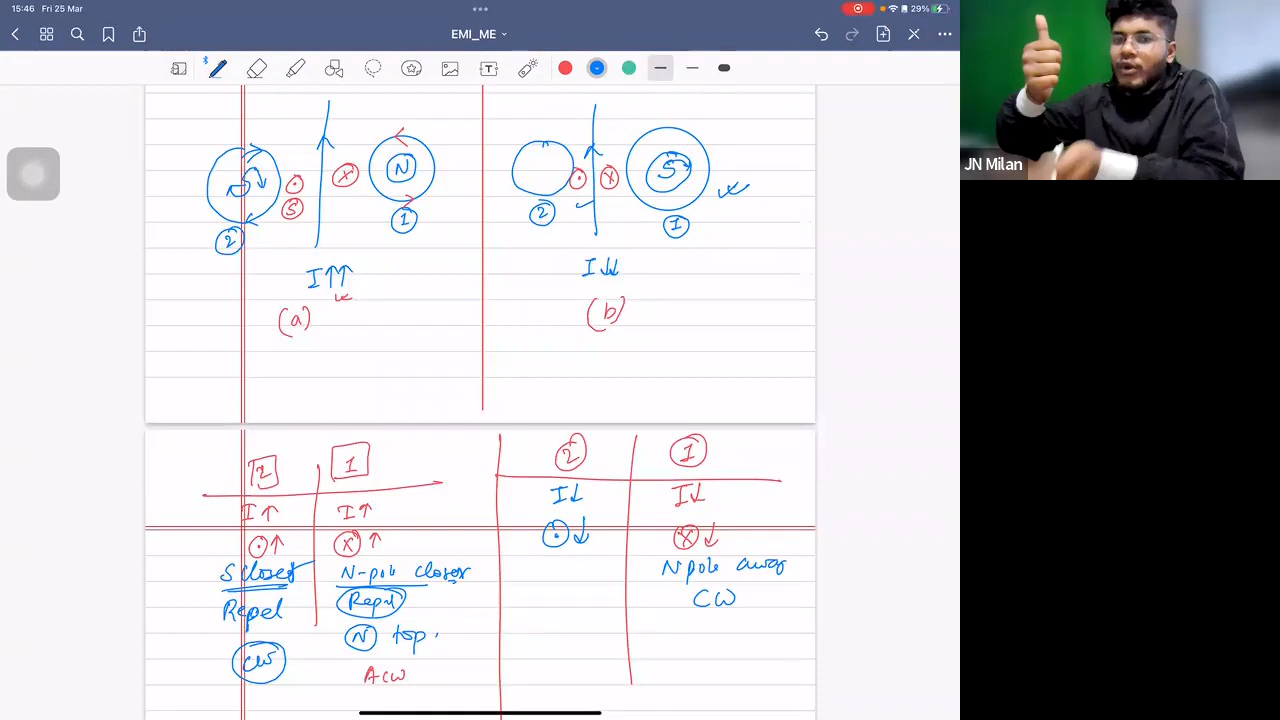 15:46 Fri 25 Mar
29%
EMI_ME
JN Milan
S
N
S
2
1
2
1
I↑↑
I↓↓
(a)
(b)
2
1
2
1
I↑
I↑
I↓
I↓
⊙↑
ⓧ↑
⊙↓
ⓧ↓
S closer
N-pole closer
N pole away
Repel
Repel
CW
N top.
CW
ACW